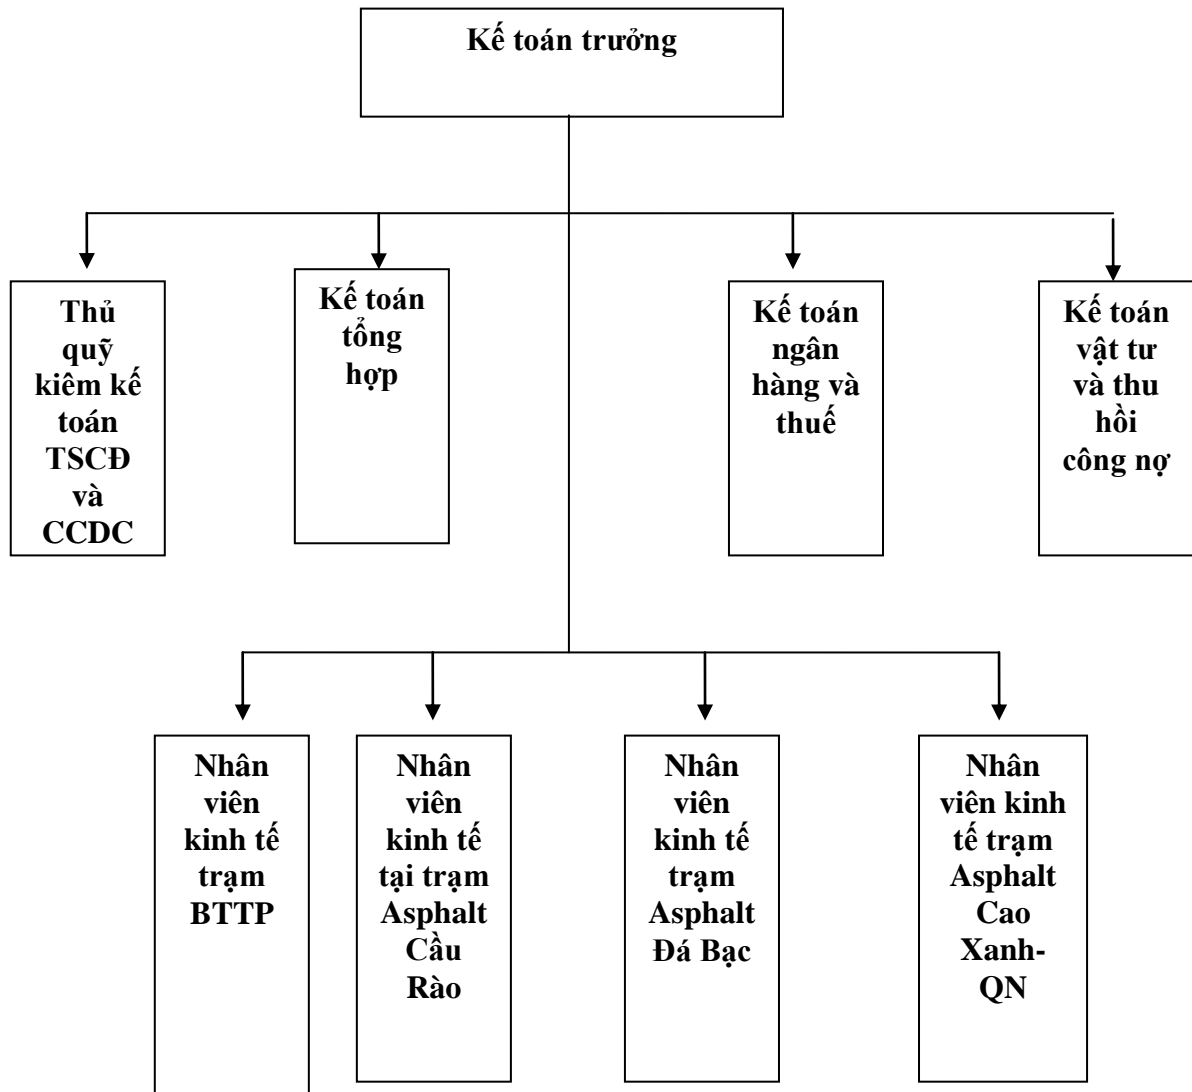 Kế toán trưởng
Thủ
quỹ
kiêm kế
toán
TSCĐ
và
CCDC
Kế toán
tổng
hợp
Kế toán
ngân
hàng và
thuế
Kế toán
vật tư
và thu
hồi
công nợ
Nhân
viên
kinh tế
trạm
BTTP
Nhân
viên
kinh tế
tại trạm
Asphalt
Cầu
Rào
Nhân
viên
kinh tế
trạm
Asphalt
Đá Bạc
Nhân
viên kinh
tế trạm
Asphalt
Cao
Xanh-
QN